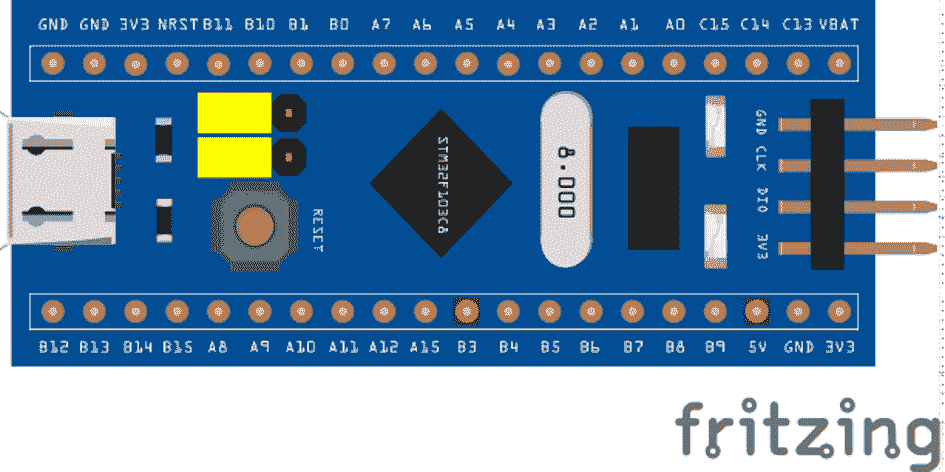 GND GND 3V3 NRST B11 B10 B1 B0 A7 A6 A5 A4 A3 A2 A1 A0 C15 C14 C13 VBAT
STM32F103C6
8.000
RESET
GND
CLK
DIO
3V3
B12 B13 B14 B15 A8 A9 A10 A11 A12 A15 B3 B4 B5 B6 B7 B8 B9 5V GND 3V3
fritzing